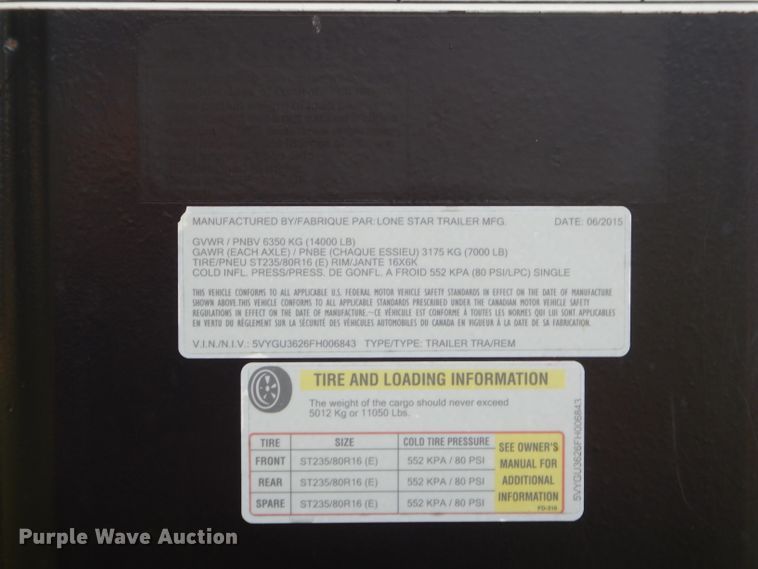 MANUFACTURED BY/FABRIQUE PAR: LONE STAR TRAILER MFG. DATE: 06/2015
GVWR / PNBV 6350 KG (14000 LB)
GAWR (EACH AXLE) / PNBE (CHAQUE ESSIEU) 3175 KG (7000 LB)
TIRE/PNEU ST235/80R16 (E) RIM/JANTE 16X6K
COLD INFL. PRESS/PRESS. DE GONFL. A FROID 552 KPA (80 PSI/LPC) SINGLE
THIS VEHICLE CONFORMS TO ALL APPLICABLE U.S. FEDERAL MOTOR VEHICLE SAFETY STANDARDS IN EFFECT ON THE DATE OF MANUFACTURE
SHOWN ABOVE.THIS VEHICLE CONFORMS TO ALL APPLICABLE STANDARDS PRESCRIBED UNDER THE CANADIAN MOTOR VEHICLE SAFETY
REGULATIONS IN EFFECT ON THE DATE OF MANUFACTURE.--CE VÉHICULE EST CONFORME À TOUTES LES NORMES QUI LUI SONT APPLICABLES
EN VERTU DU RÈGLEMENT SUR LA SÉCURITÉ DES VÉHICULES AUTOMOBILES DU CANADA EN VIGUEUR À LA DATE DE SA FABRICATION.
V.I.N./N.I.V.: 5VYGU3626FH006843 TYPE/TYPE: TRAILER TRA/REM
TIRE AND LOADING INFORMATION
The weight of the cargo should never exceed
5012 Kg or 11050 Lbs.
TIRE SIZE COLD TIRE PRESSURE
FRONT ST235/80R16 (E) 552 KPA / 80 PSI
REAR ST235/80R16 (E) 552 KPA / 80 PSI
SPARE ST235/80R16 (E) 552 KPA / 80 PSI
SEE OWNER'S
MANUAL FOR
ADDITIONAL
INFORMATION
FD-310
5VYGU3626FH006843
Purple Wave Auction